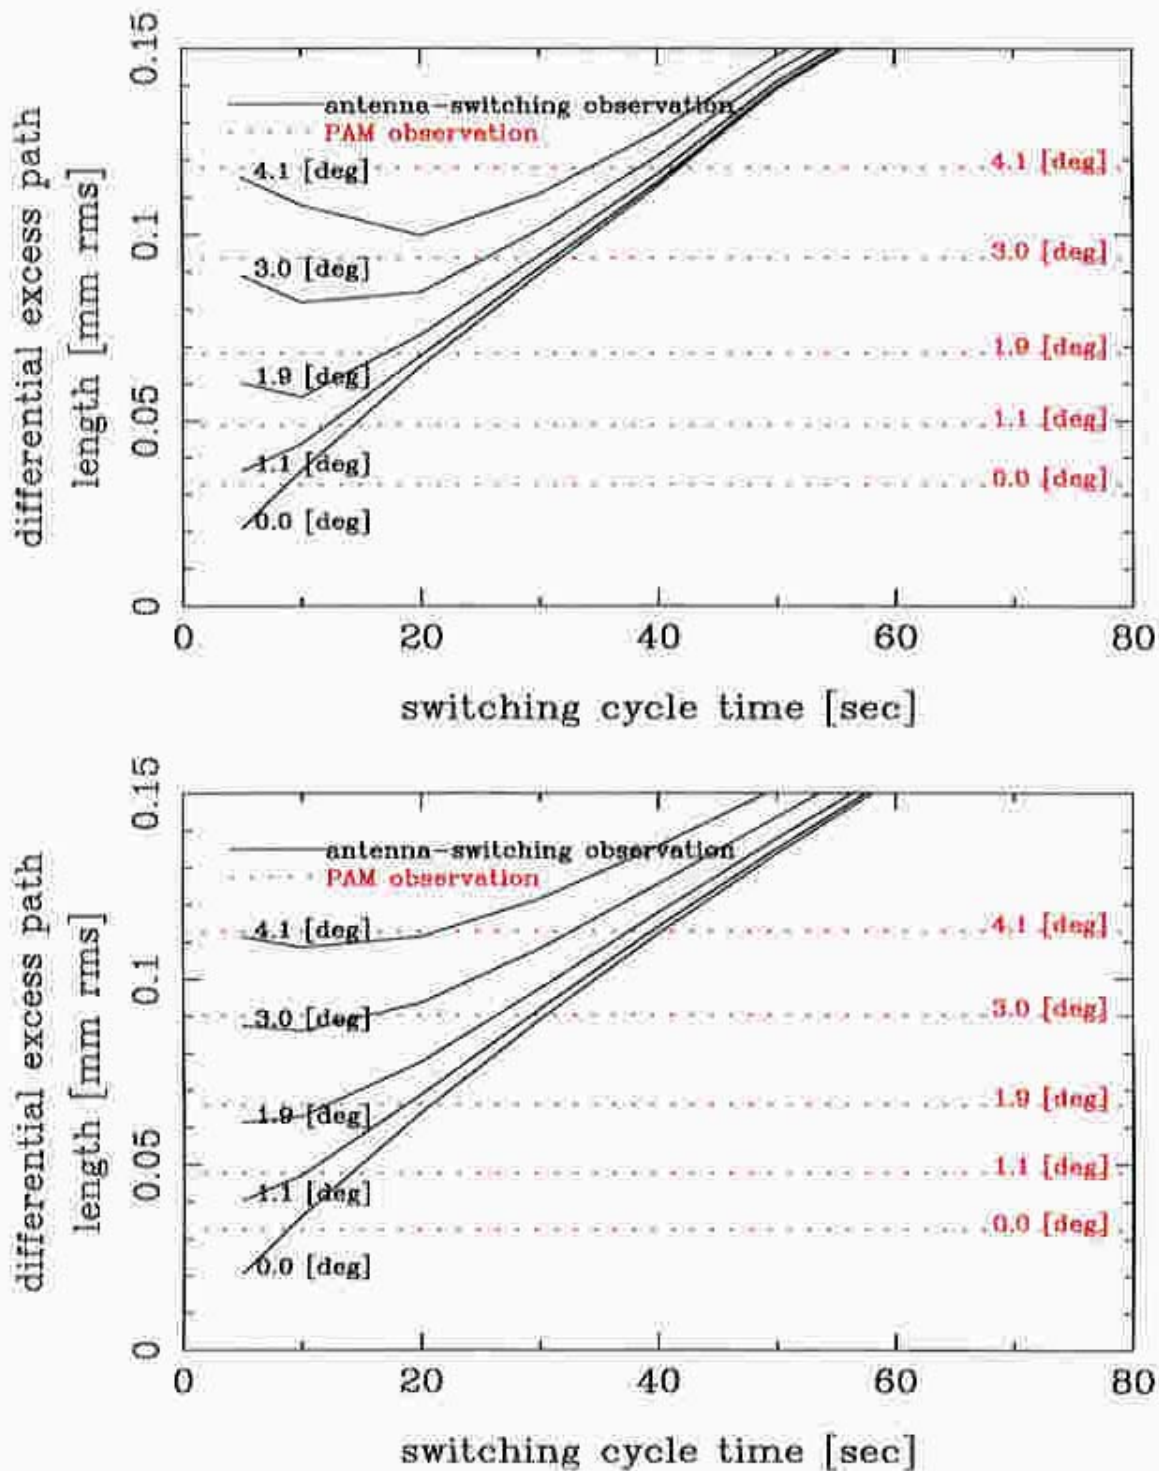 0.15
antenna-switching observation
PAM observation
4.1 [deg]
4.1 [deg]
0.1
3.0 [deg]
3.0 [deg]
1.9 [deg]
1.9 [deg]
0.05
1.1 [deg]
1.1 [deg]
0.0 [deg]
0.0 [deg]
0
differential excess path
length [mm rms]
0 20 40 60 80
switching cycle time [sec]
0.15
antenna-switching observation
PAM observation
4.1 [deg]
4.1 [deg]
0.1
3.0 [deg]
3.0 [deg]
1.9 [deg]
1.9 [deg]
0.05
1.1 [deg]
1.1 [deg]
0.0 [deg]
0.0 [deg]
0
differential excess path
length [mm rms]
0 20 40 60 80
switching cycle time [sec]